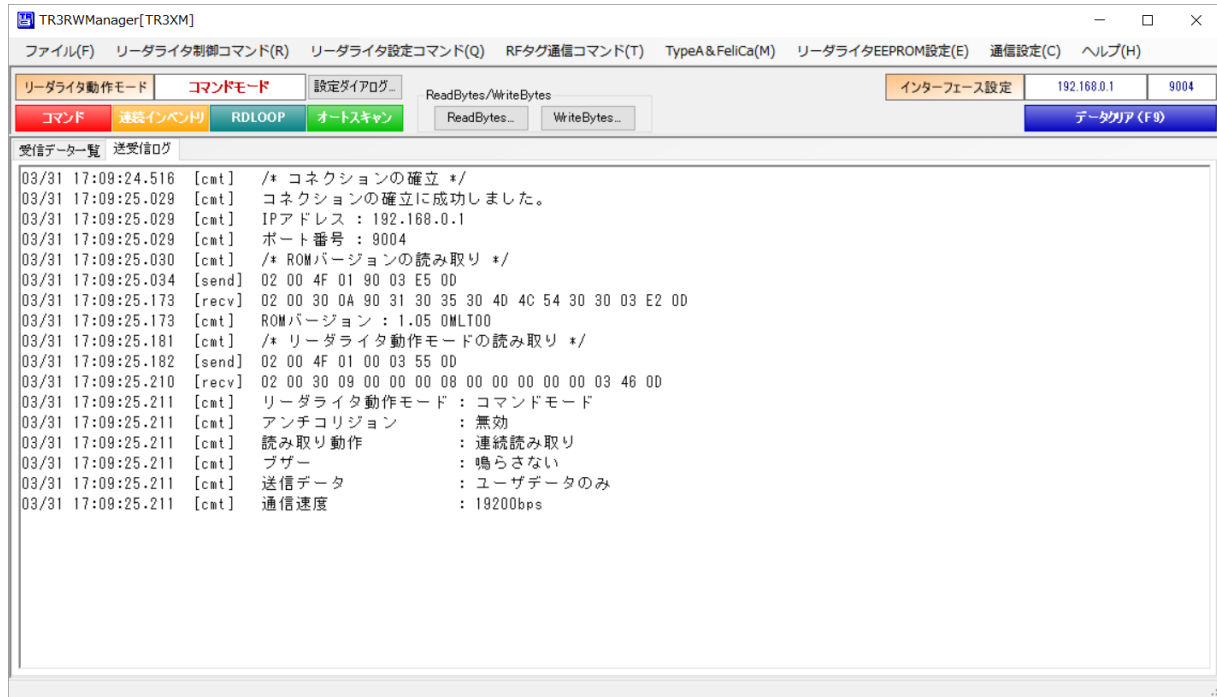 TR3RWManager[TR3XM]
ファイル(F) リーダライタ制御コマンド(R) リーダライタ設定コマンド(Q) RFタグ通信コマンド(T) TypeA&FeliCa(M) リーダライタEEPROM設定(E) 通信設定(C) ヘルプ(H)
リーダライタ動作モード コマンドモード 設定ダイアログ... インターフェース設定 192.168.0.1 9004
ReadBytes/WriteBytes
コマンド 連続インベントリ RDLOOP オートスキャン ReadBytes... WriteBytes... データクリア(F9)
受信データ一覧 送受信ログ
03/31 17:09:24.516 [cmt] /* コネクションの確立 */
03/31 17:09:25.029 [cmt] コネクションの確立に成功しました。
03/31 17:09:25.029 [cmt] IPアドレス : 192.168.0.1
03/31 17:09:25.029 [cmt] ポート番号 : 9004
03/31 17:09:25.030 [cmt] /* ROMバージョンの読み取り */
03/31 17:09:25.034 [send] 02 00 4F 01 90 03 E5 0D
03/31 17:09:25.173 [recv] 02 00 30 0A 90 31 30 35 30 4D 4C 54 30 30 03 E2 0D
03/31 17:09:25.173 [cmt] ROMバージョン : 1.05 0MLT00
03/31 17:09:25.181 [cmt] /* リーダライタ動作モードの読み取り */
03/31 17:09:25.182 [send] 02 00 4F 01 00 03 55 0D
03/31 17:09:25.210 [recv] 02 00 30 09 00 00 00 08 00 00 00 00 00 03 46 0D
03/31 17:09:25.211 [cmt] リーダライタ動作モード : コマンドモード
03/31 17:09:25.211 [cmt] アンチコリジョン : 無効
03/31 17:09:25.211 [cmt] 読み取り動作 : 連続読み取り
03/31 17:09:25.211 [cmt] ブザー : 鳴らさない
03/31 17:09:25.211 [cmt] 送信データ : ユーザデータのみ
03/31 17:09:25.211 [cmt] 通信速度 : 19200bps